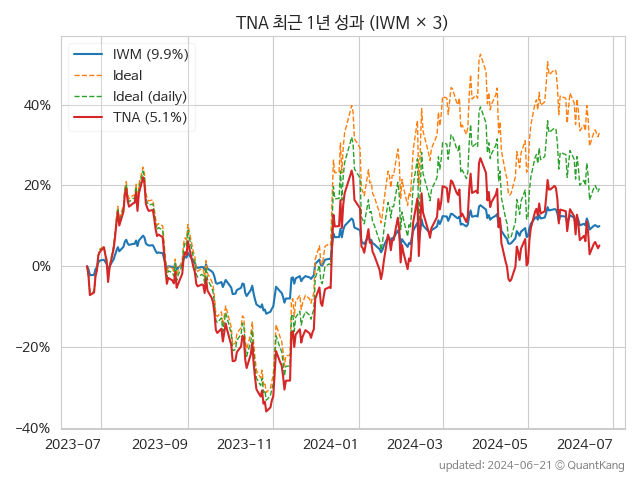 TNA 최근 1년 성과 (IWM × 3)
IWM (9.9%)
Ideal
Ideal (daily)
TNA (5.1%)
40%
20%
0%
−20%
−40%
2023-07 2023-09 2023-11 2024-01 2024-03 2024-05 2024-07
updated: 2024-06-21 © QuantKang